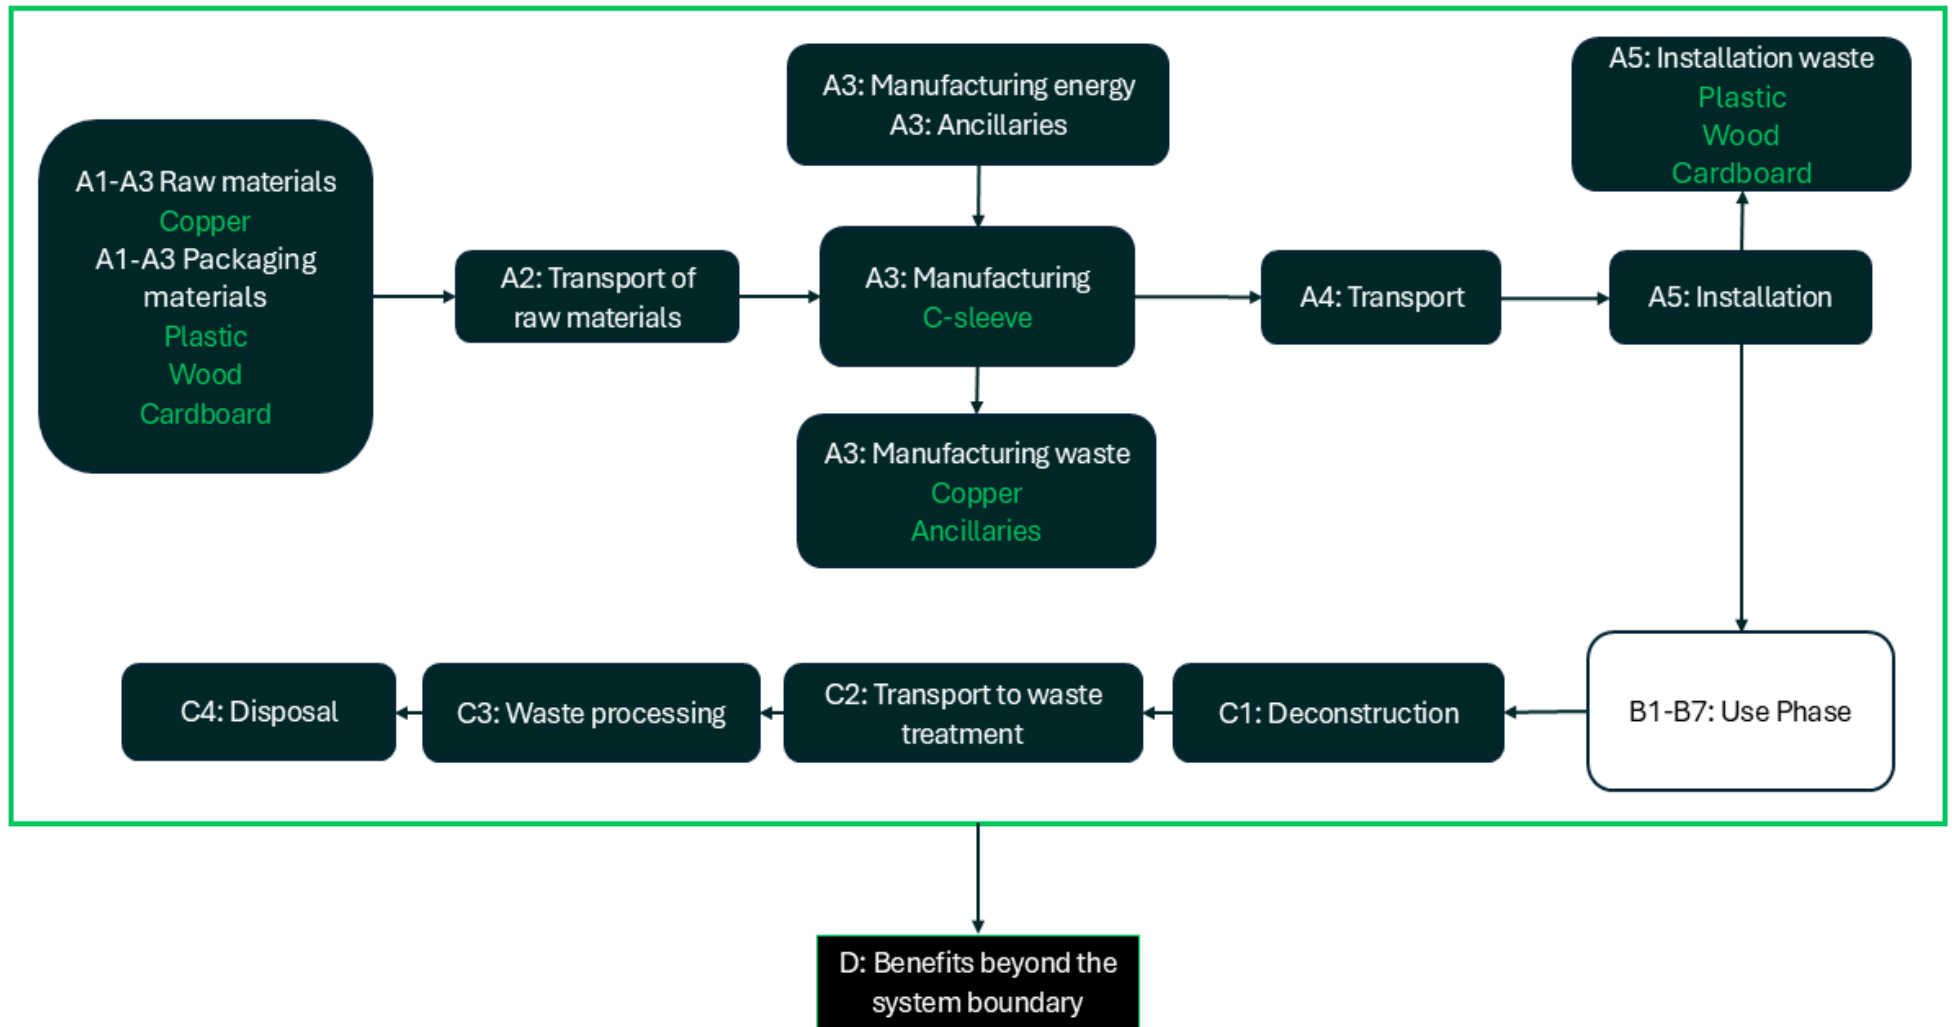 A1-A3 Raw materials
Copper
A1-A3 Packaging
materials
Plastic
Wood
Cardboard
A2: Transport of
raw materials
A3: Manufacturing energy
A3: Ancillaries
A3: Manufacturing
C-sleeve
A3: Manufacturing waste
Copper
Ancillaries
A4: Transport
A5: Installation
A5: Installation waste
Plastic
Wood
Cardboard
B1-B7: Use Phase
C1: Deconstruction
C2: Transport to waste
treatment
C3: Waste processing
C4: Disposal
D: Benefits beyond the
system boundary